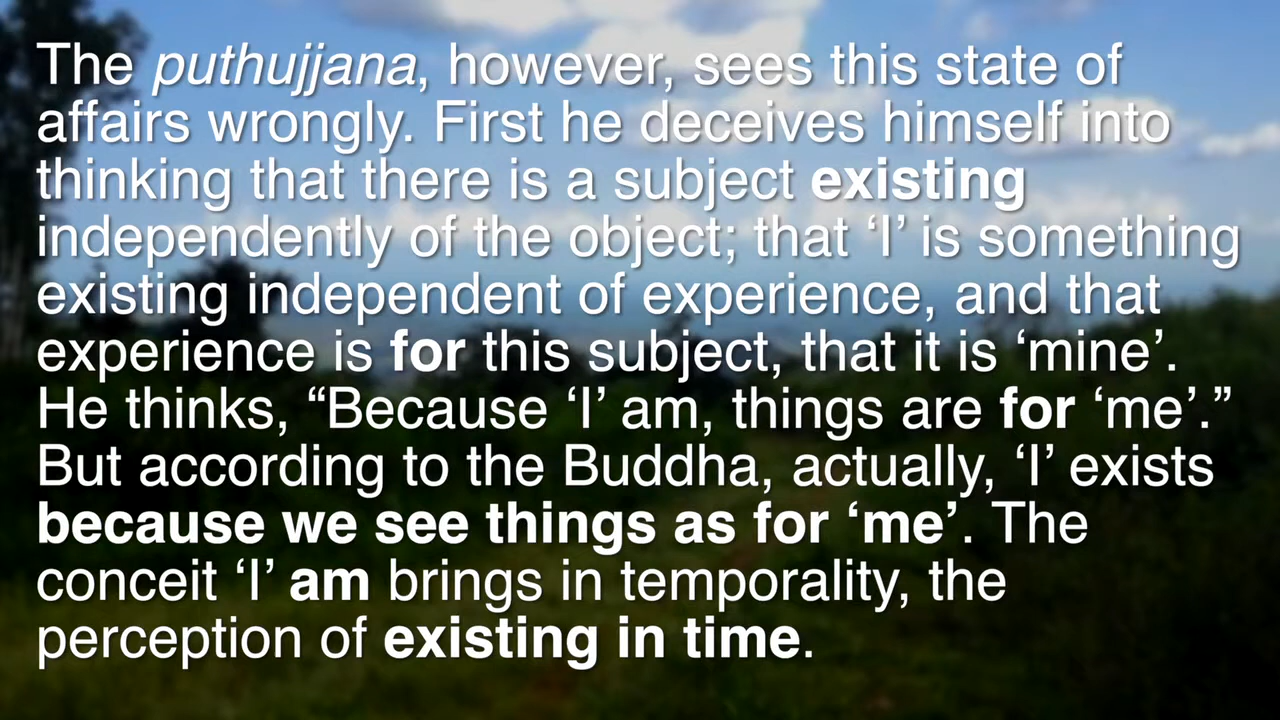 The puthujjana, however, sees this state of
affairs wrongly. First he deceives himself into
thinking that there is a subject existing
independently of the object; that ‘I’ is something
existing independent of experience, and that
experience is for this subject, that it is ‘mine’.
He thinks, “Because ‘I’ am, things are for ‘me’.”
But according to the Buddha, actually, ‘I’ exists
because we see things as for ‘me’. The
conceit ‘I’ am brings in temporality, the
perception of existing in time.